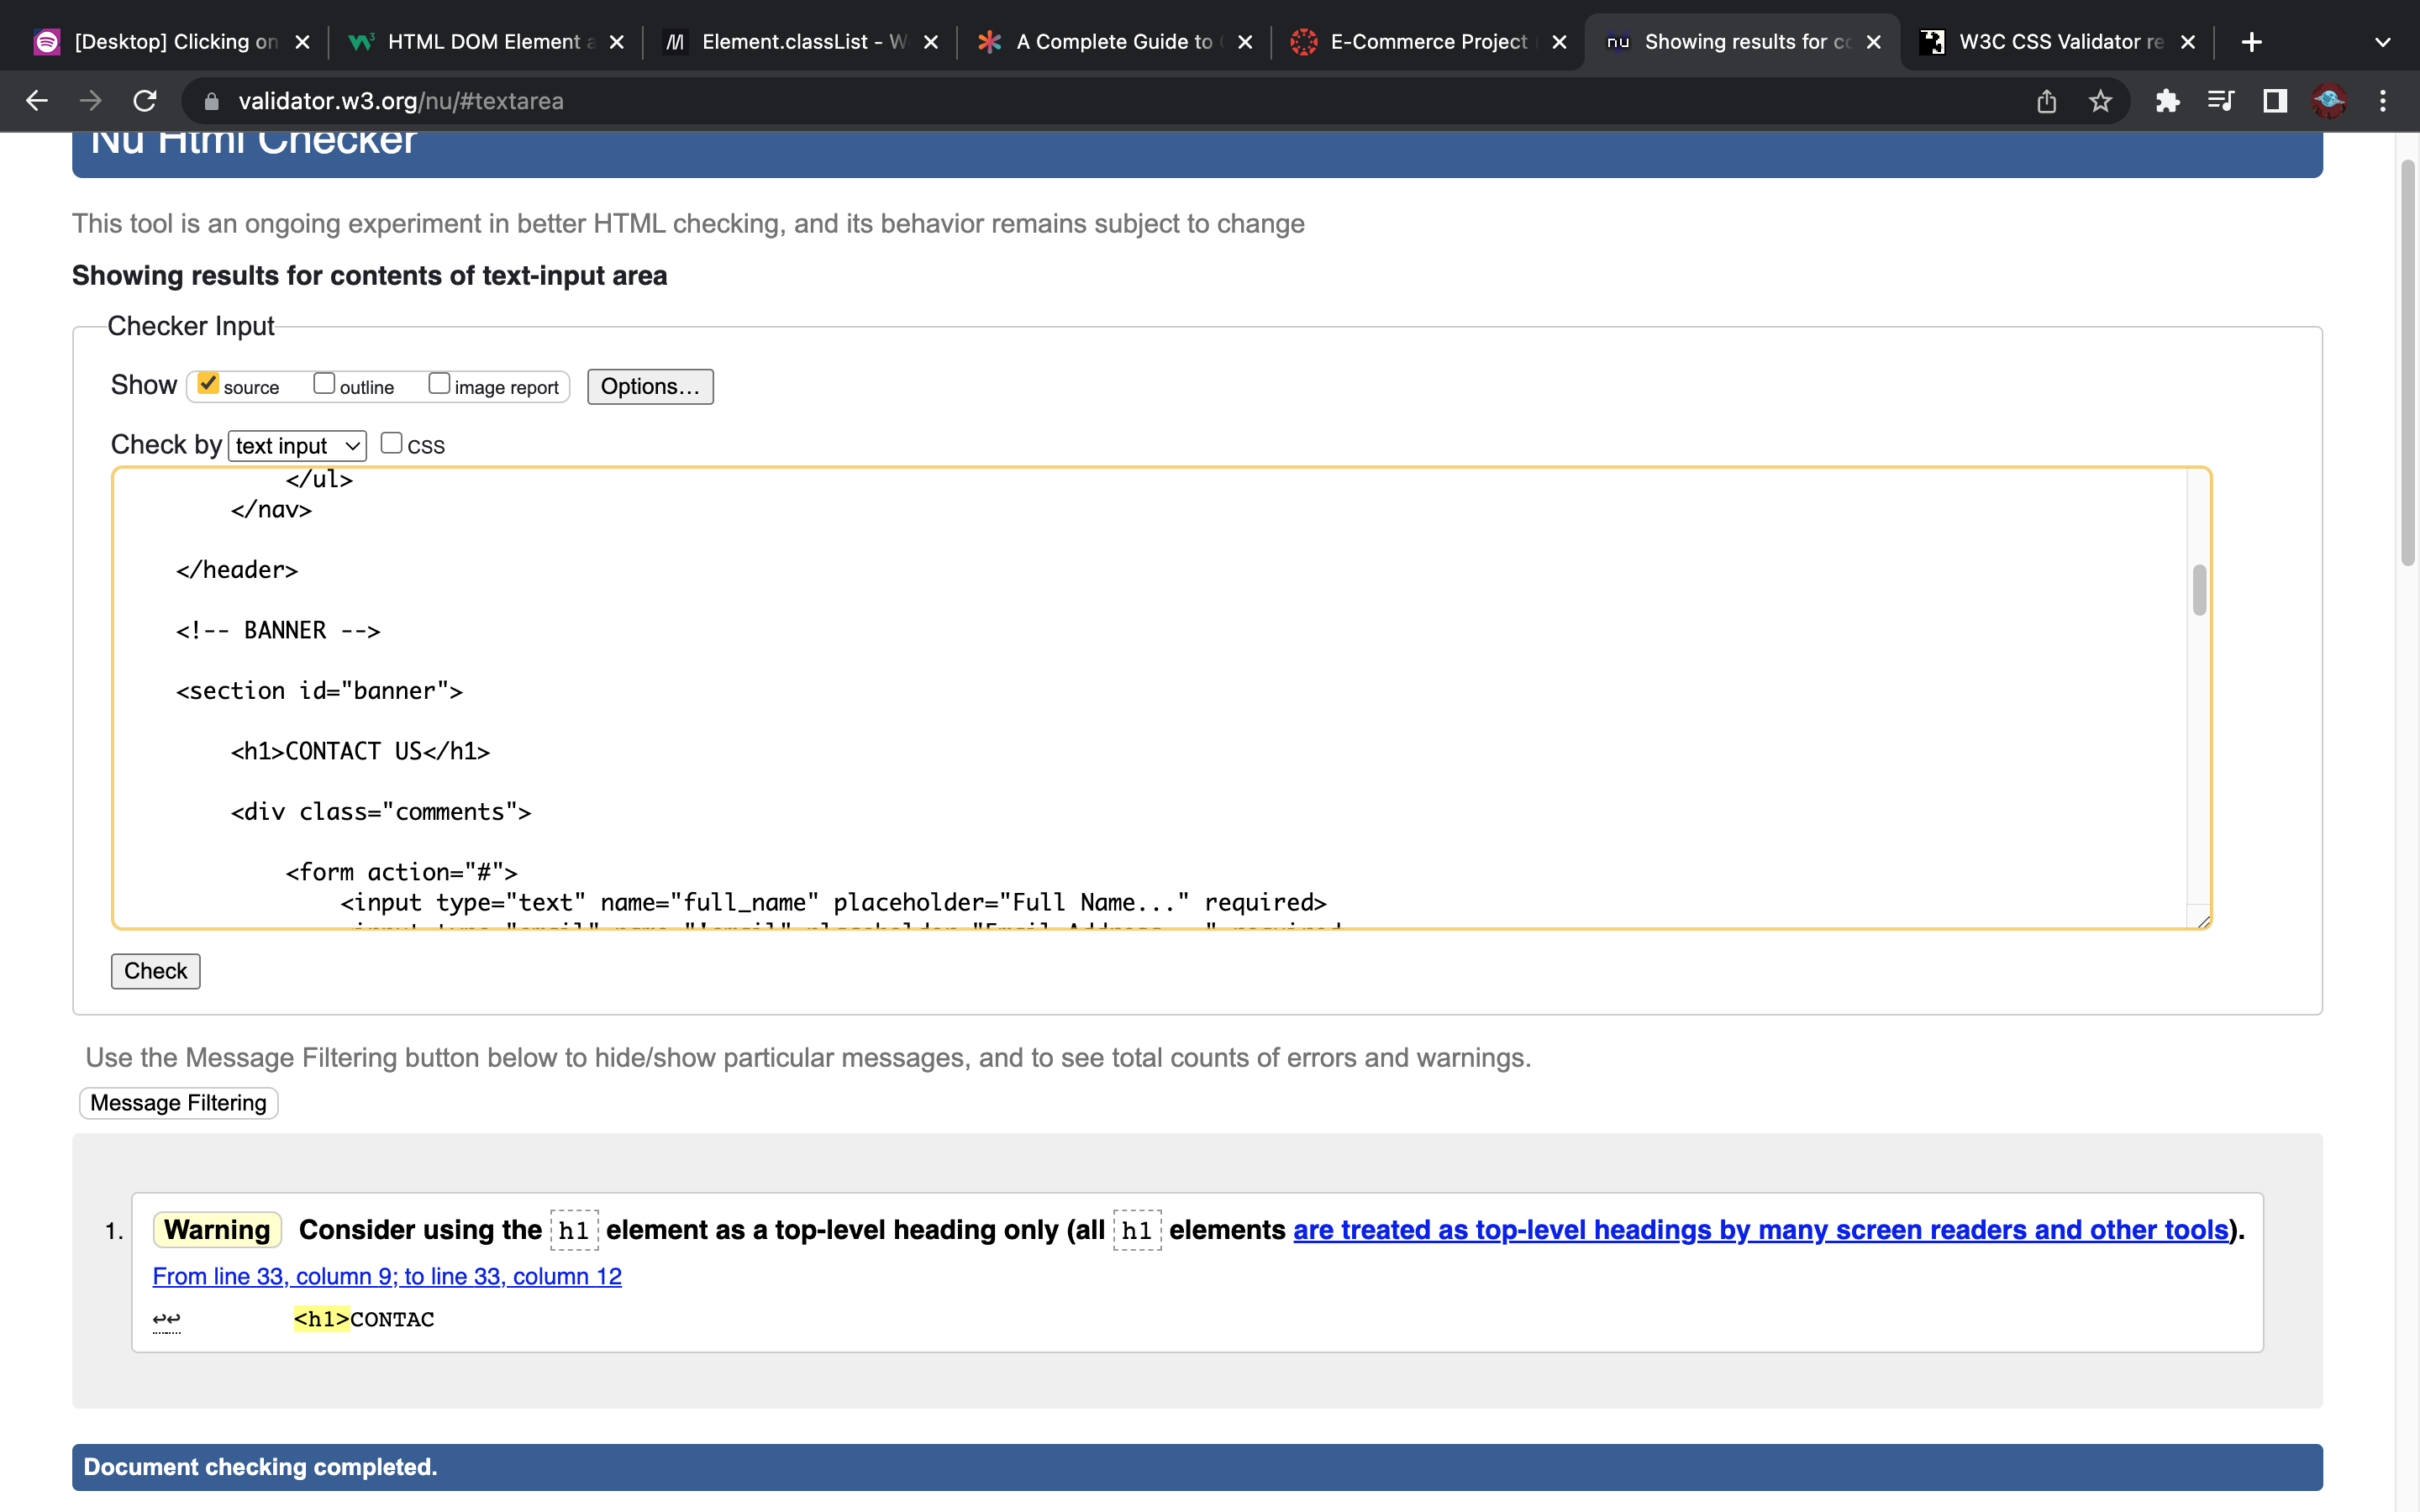 [Desktop] Clicking on
HTML DOM Element a
Element.classList - W
A Complete Guide to
E-Commerce Project
nu Showing results for co
W3C CSS Validator re
validator.w3.org/nu/#textarea
Nu Html Checker
This tool is an ongoing experiment in better HTML checking, and its behavior remains subject to change
Showing results for contents of text-input area
Checker Input
Show source outline image report Options...
Check by text input css
</ul>
</nav>
</header>
<!-- BANNER -->
<section id="banner">
<h1>CONTACT US</h1>
<div class="comments">
<form action="#">
<input type="text" name="full_name" placeholder="Full Name..." required>
Check
Use the Message Filtering button below to hide/show particular messages, and to see total counts of errors and warnings.
Message Filtering
1. Warning Consider using the h1 element as a top-level heading only (all h1 elements are treated as top-level headings by many screen readers and other tools).
From line 33, column 9; to line 33, column 12
↩↩ <h1>CONTAC
Document checking completed.